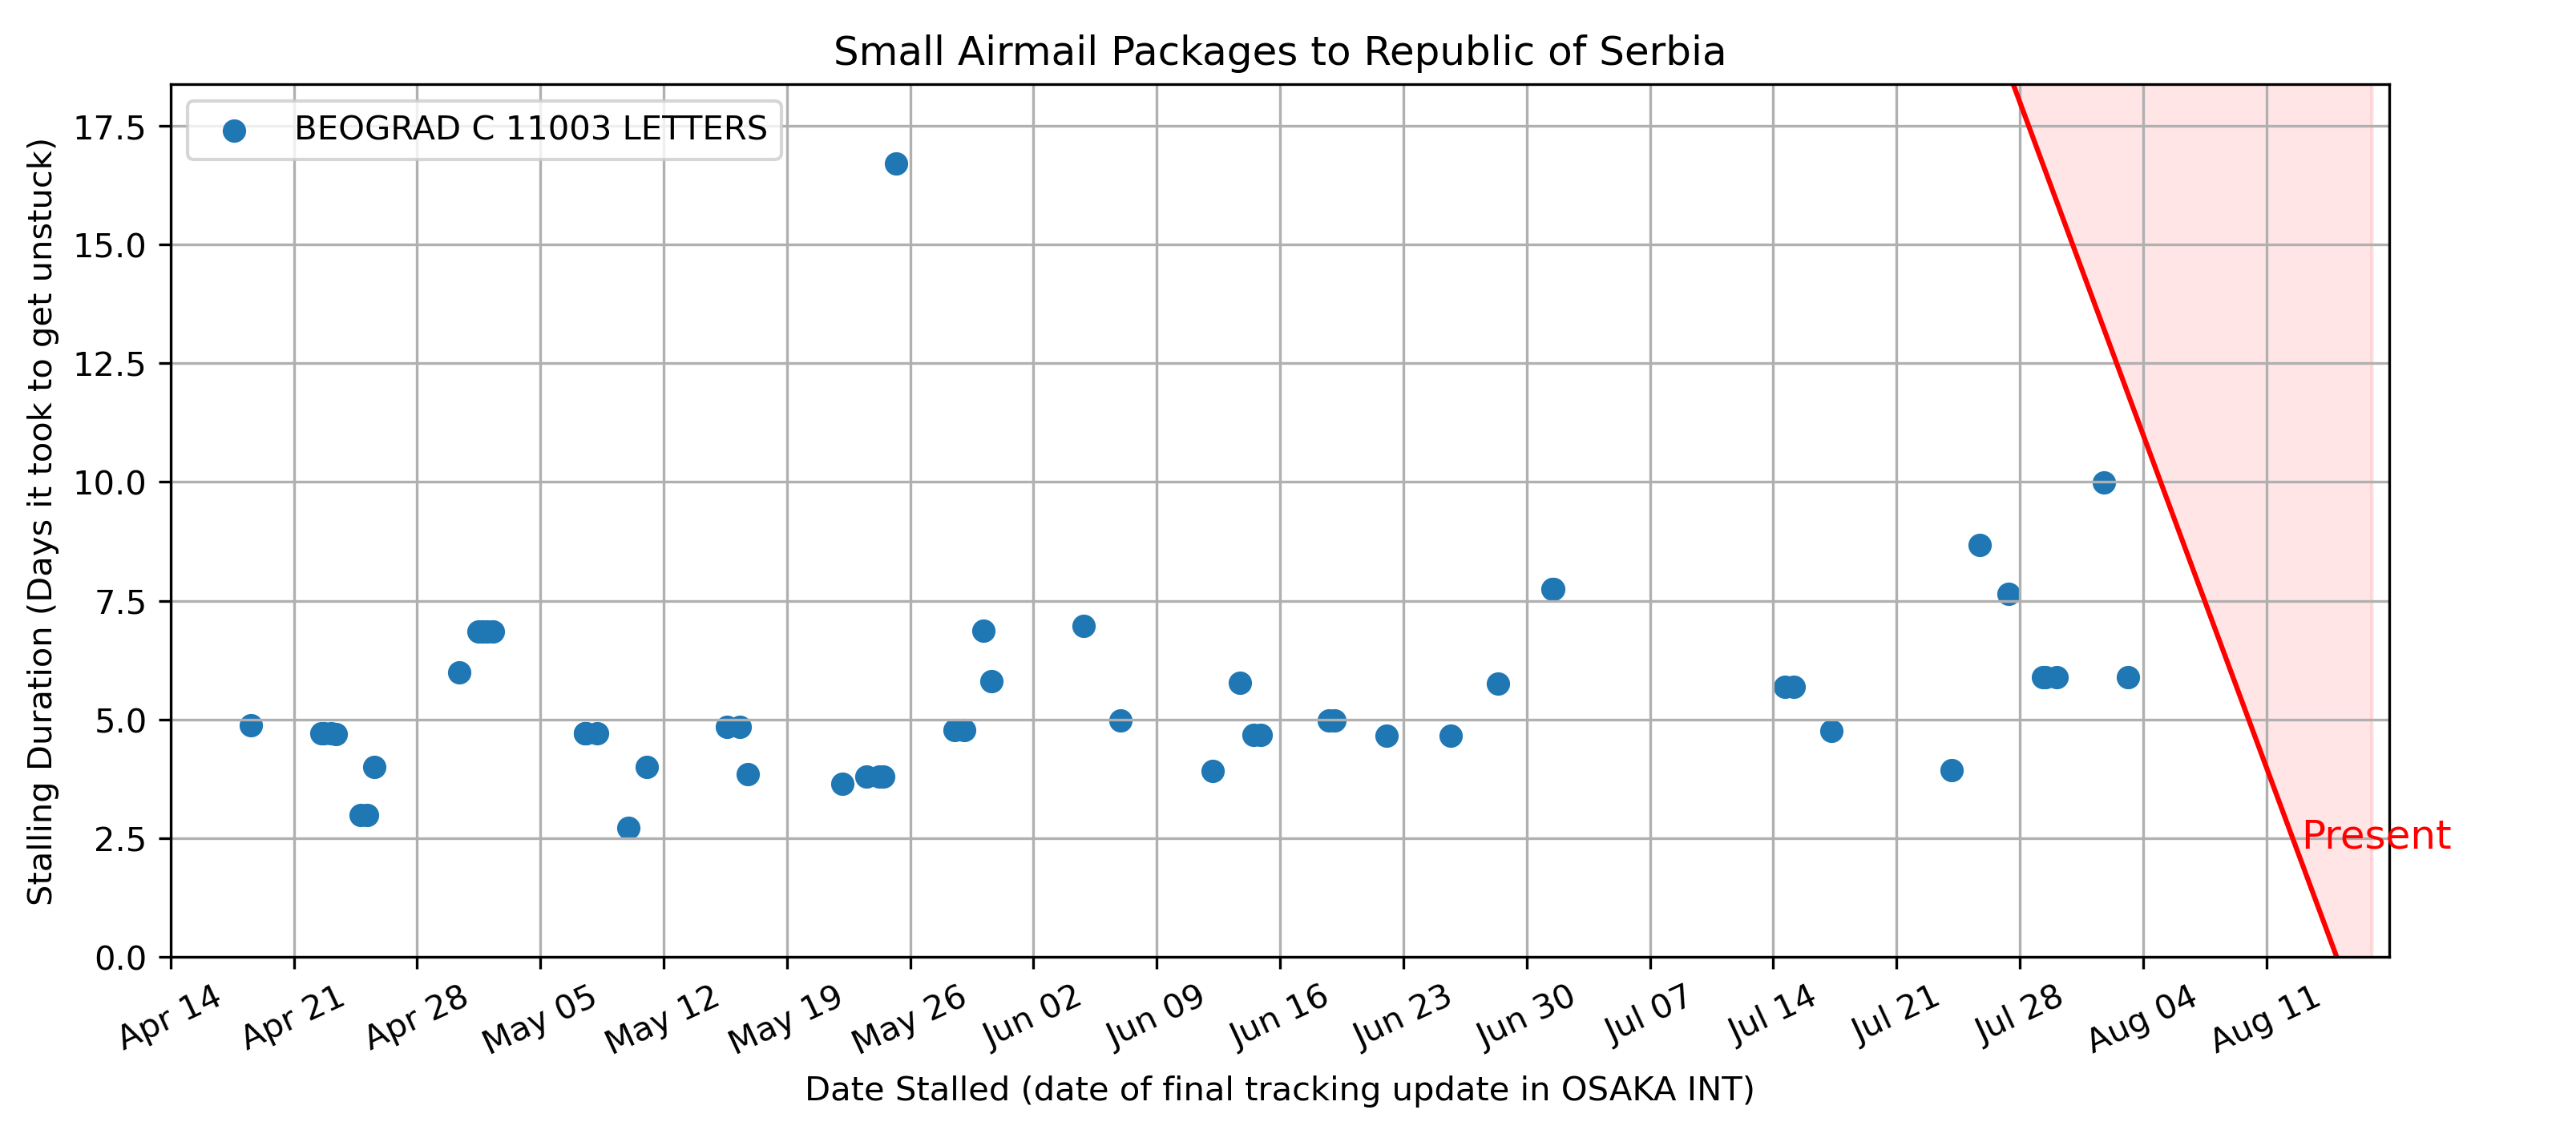 Small Airmail Packages to Republic of Serbia
BEOGRAD C 11003 LETTERS
Stalling Duration (Days it took to get unstuck)
17.5
15.0
12.5
10.0
7.5
5.0
2.5
0.0
Present
Apr 14
Apr 21
Apr 28
May 05
May 12
May 19
May 26
Jun 02
Jun 09
Jun 16
Jun 23
Jun 30
Jul 07
Jul 14
Jul 21
Jul 28
Aug 04
Aug 11
Date Stalled (date of final tracking update in OSAKA INT)